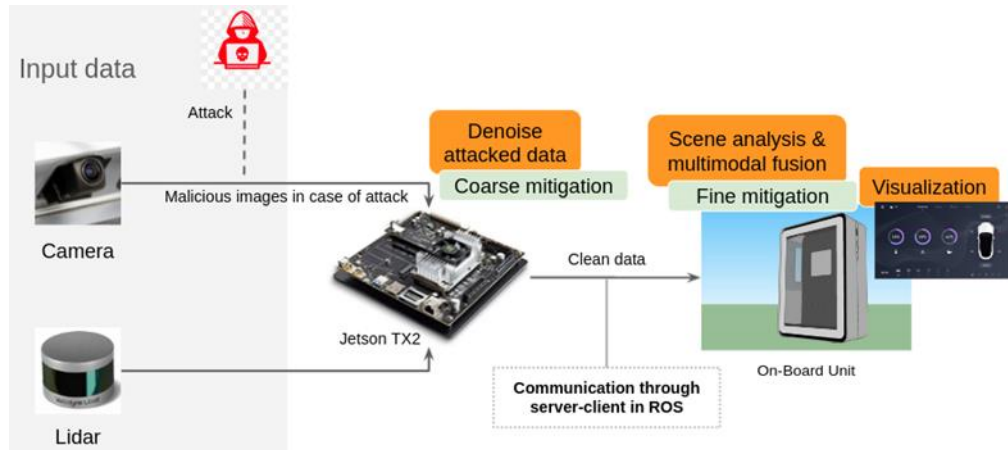 Input data
Attack
Malicious images in case of attack
Camera
Lidar
Denoise
attacked data
Coarse mitigation
Jetson TX2
Clean data
Communication through
server-client in ROS
Scene analysis &
multimodal fusion
Fine mitigation
Visualization
On-Board Unit